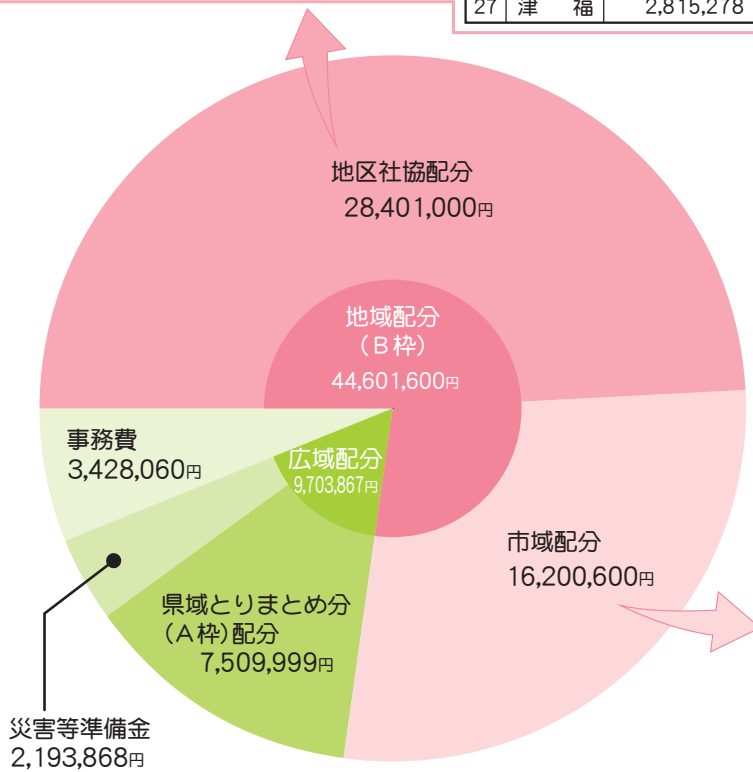 27 津 福 2,815,278
地区社協配分
28,401,000円
地域配分
(B枠)
44,601,600円
事務費
3,428,060円
広域配分
9,703,867円
市域配分
16,200,600円
県域とりまとめ分
(A枠)配分
7,509,999円
災害等準備金
2,193,868円